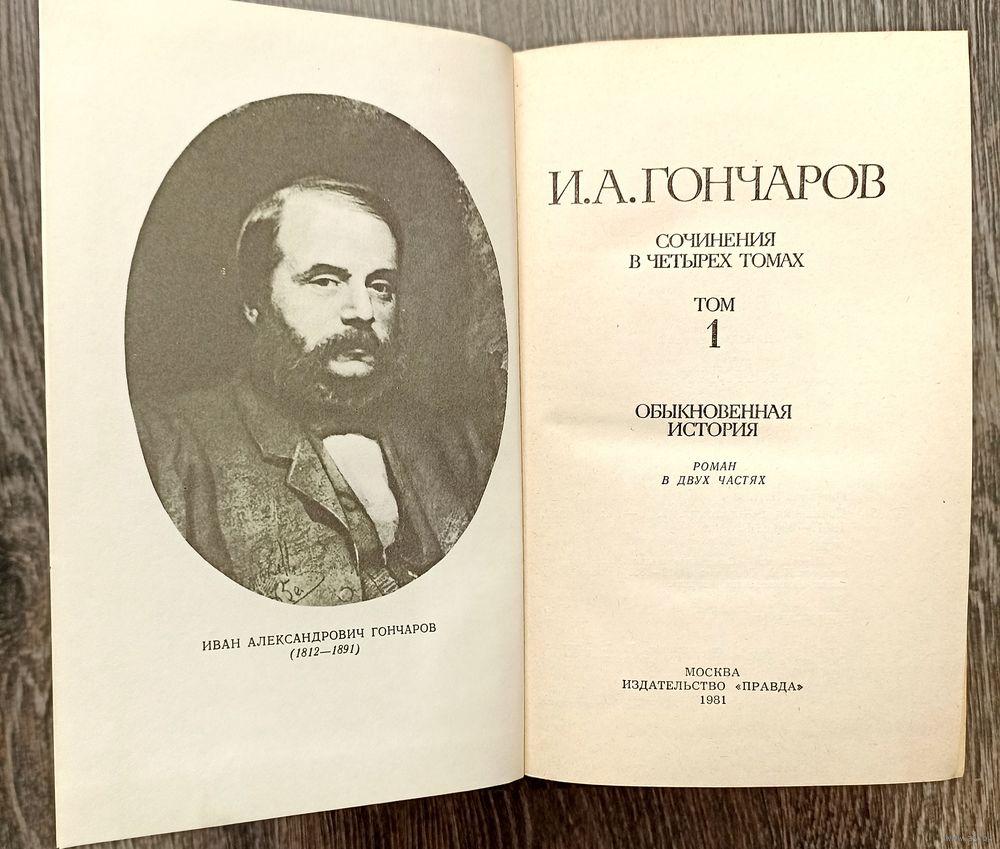 ИВАН АЛЕКСАНДРОВИЧ ГОНЧАРОВ
(1812—1891)
И.А.ГОНЧАРОВ
СОЧИНЕНИЯ
В ЧЕТЫРЕХ ТОМАХ
ТОМ
1
ОБЫКНОВЕННАЯ
ИСТОРИЯ
РОМАН
В ДВУХ ЧАСТЯХ
МОСКВА
ИЗДАТЕЛЬСТВО «ПРАВДА»
1981